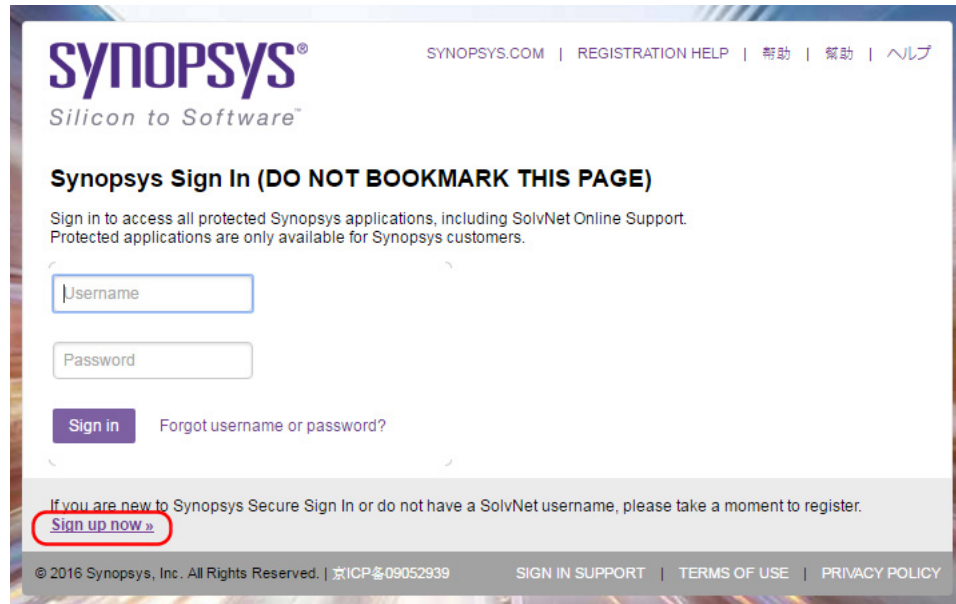 SYNOPSYS®
SYNOPSYS.COM | REGISTRATION HELP | 帮助 | 幫助 | ヘルプ
Silicon to Software™
Synopsys Sign In (DO NOT BOOKMARK THIS PAGE)
Sign in to access all protected Synopsys applications, including SolvNet Online Support.
Protected applications are only available for Synopsys customers.
Username
Password
Sign in Forgot username or password?
If you are new to Synopsys Secure Sign In or do not have a SolvNet username, please take a moment to register.
Sign up now »
© 2016 Synopsys, Inc. All Rights Reserved. | 京ICP备09052939 SIGN IN SUPPORT | TERMS OF USE | PRIVACY POLICY